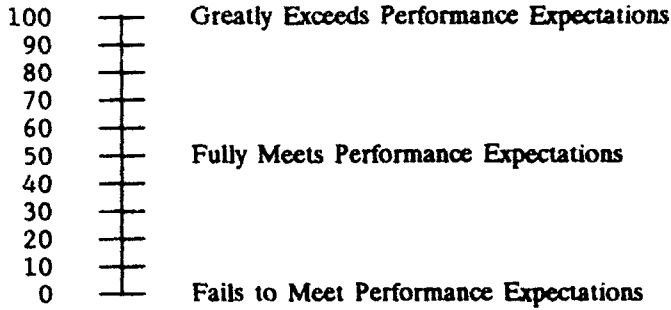 100 Greatly Exceeds Performance Expectations
90
80
70
60
50 Fully Meets Performance Expectations
40
30
20
10
0 Fails to Meet Performance Expectations